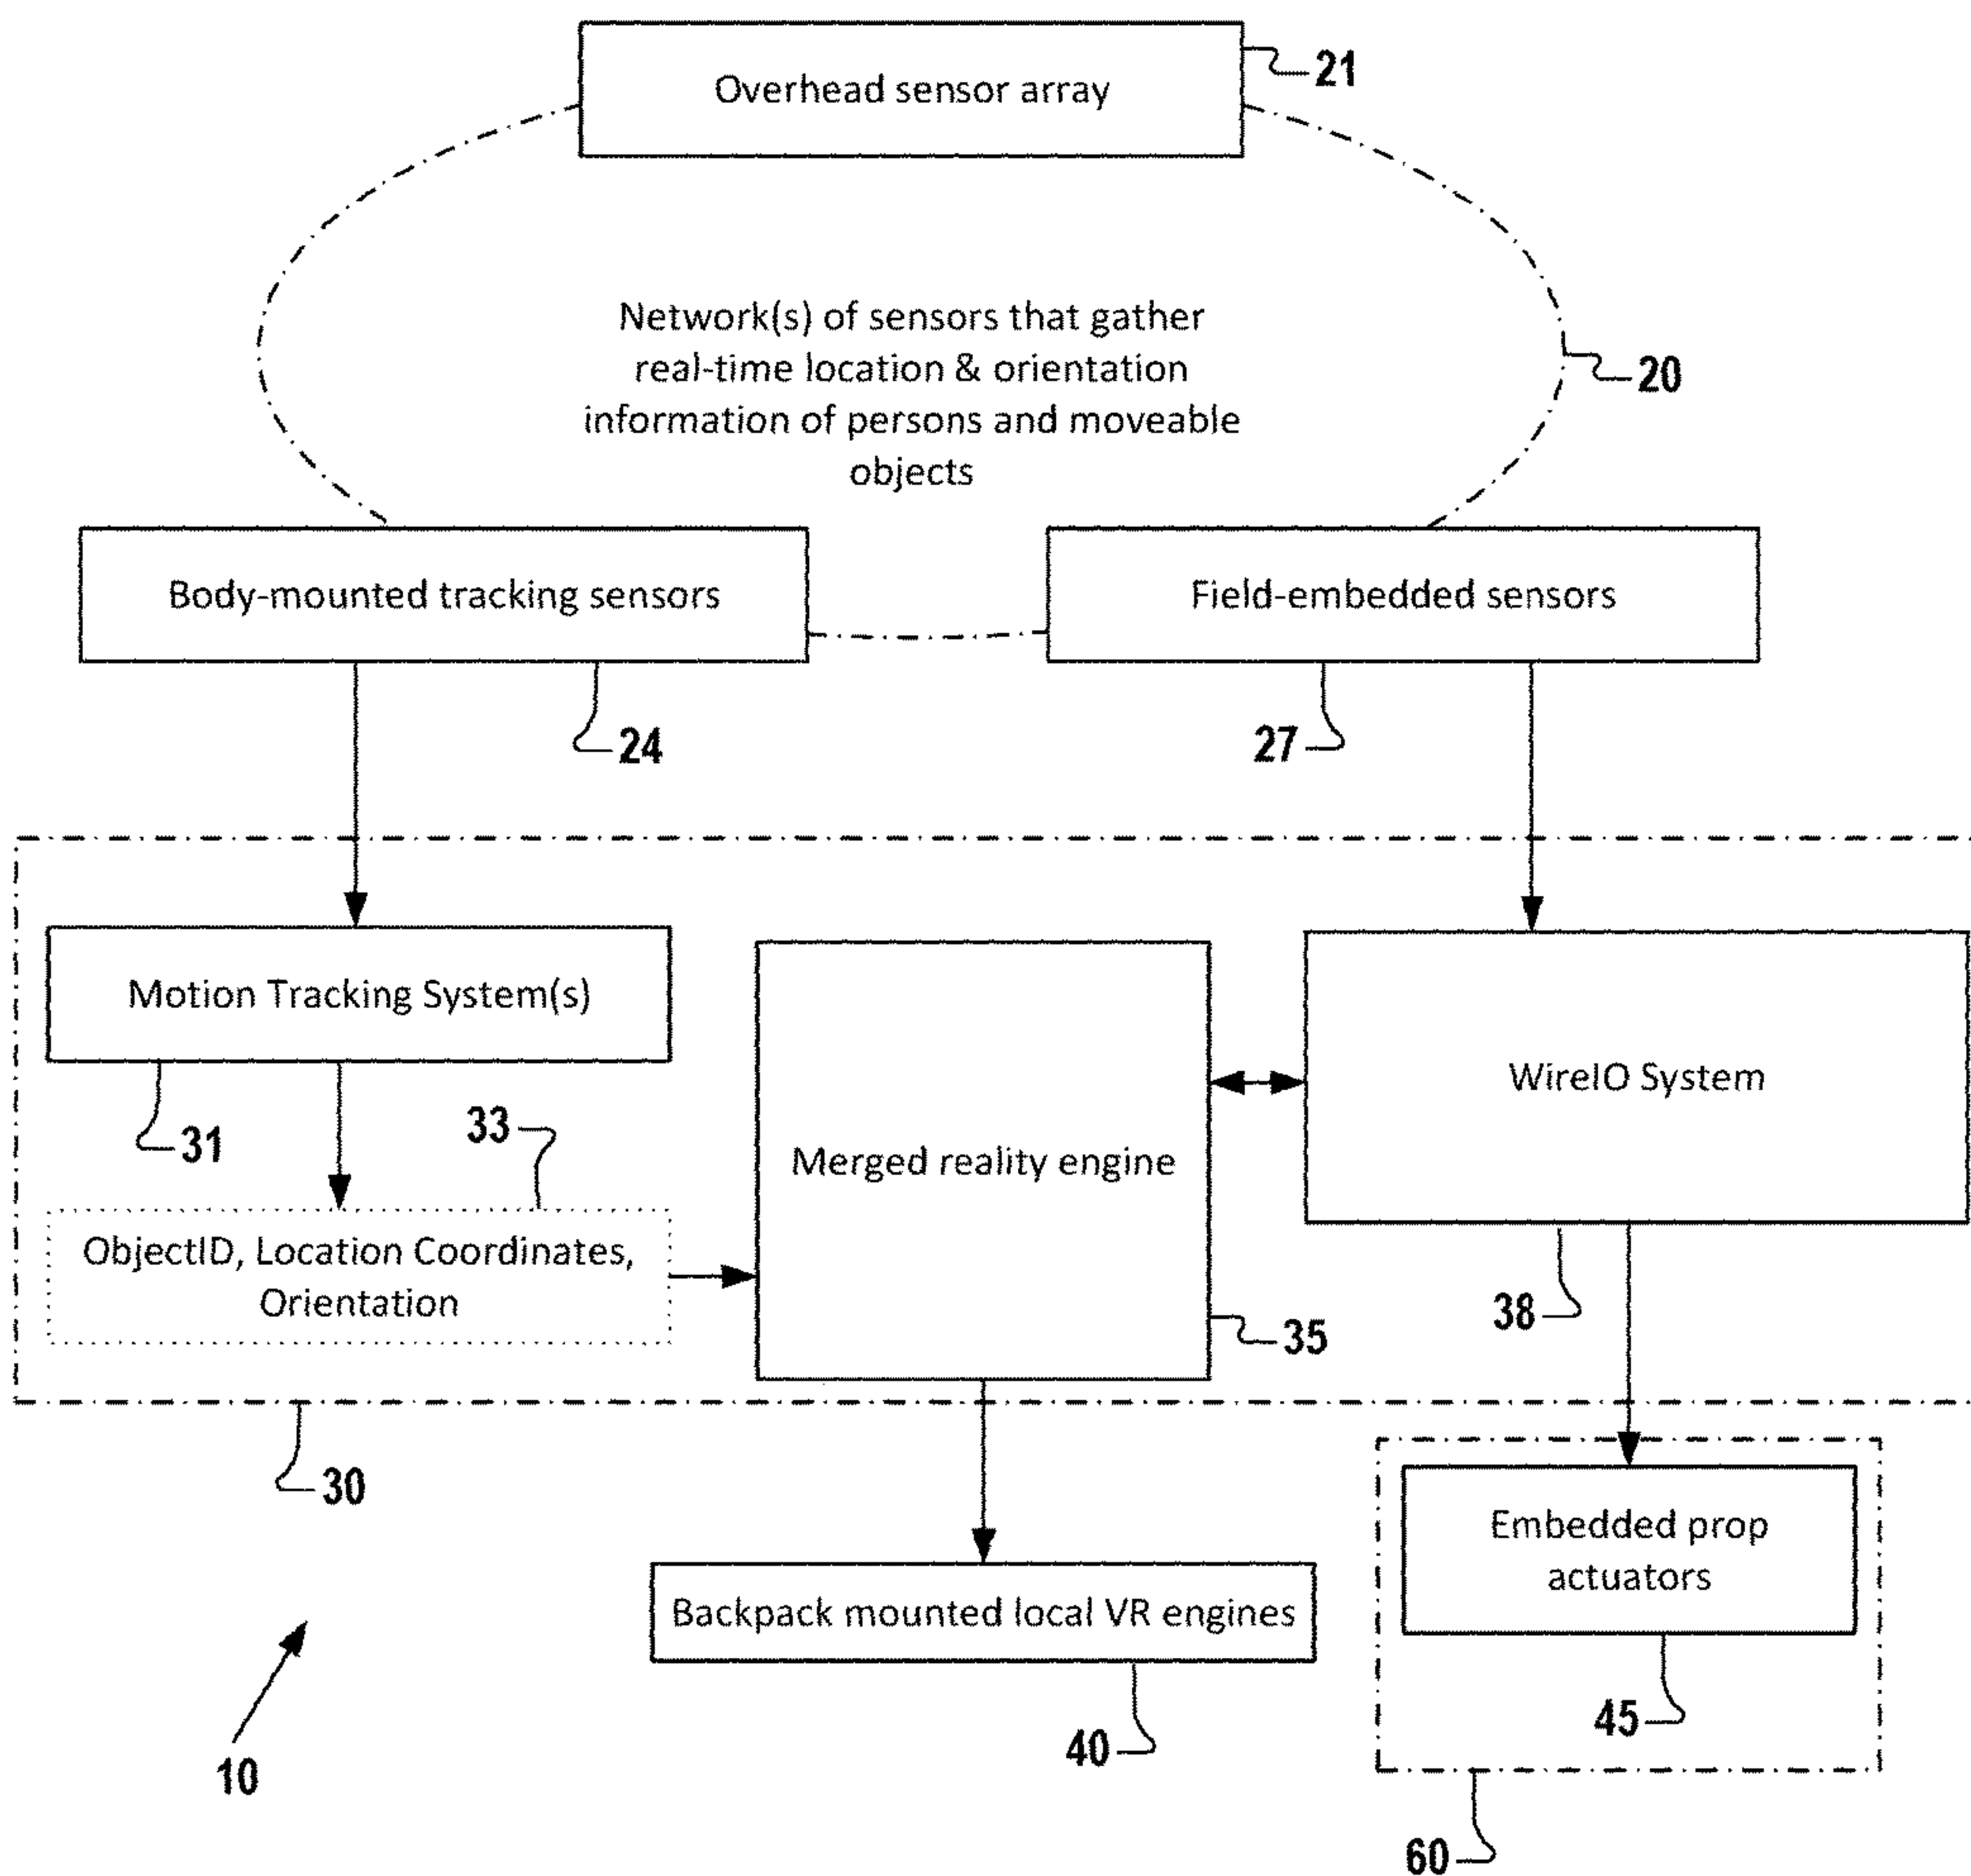 Overhead sensor array
21
Network(s) of sensors that gather
real-time location & orientation
information of persons and moveable
objects
20
Body-mounted tracking sensors
Field-embedded sensors
24
27
Motion Tracking System(s)
31
33
ObjectID, Location Coordinates,
Orientation
Merged reality engine
35
WireIO System
38
30
Backpack mounted local VR engines
40
Embedded prop
actuators
45
10
60